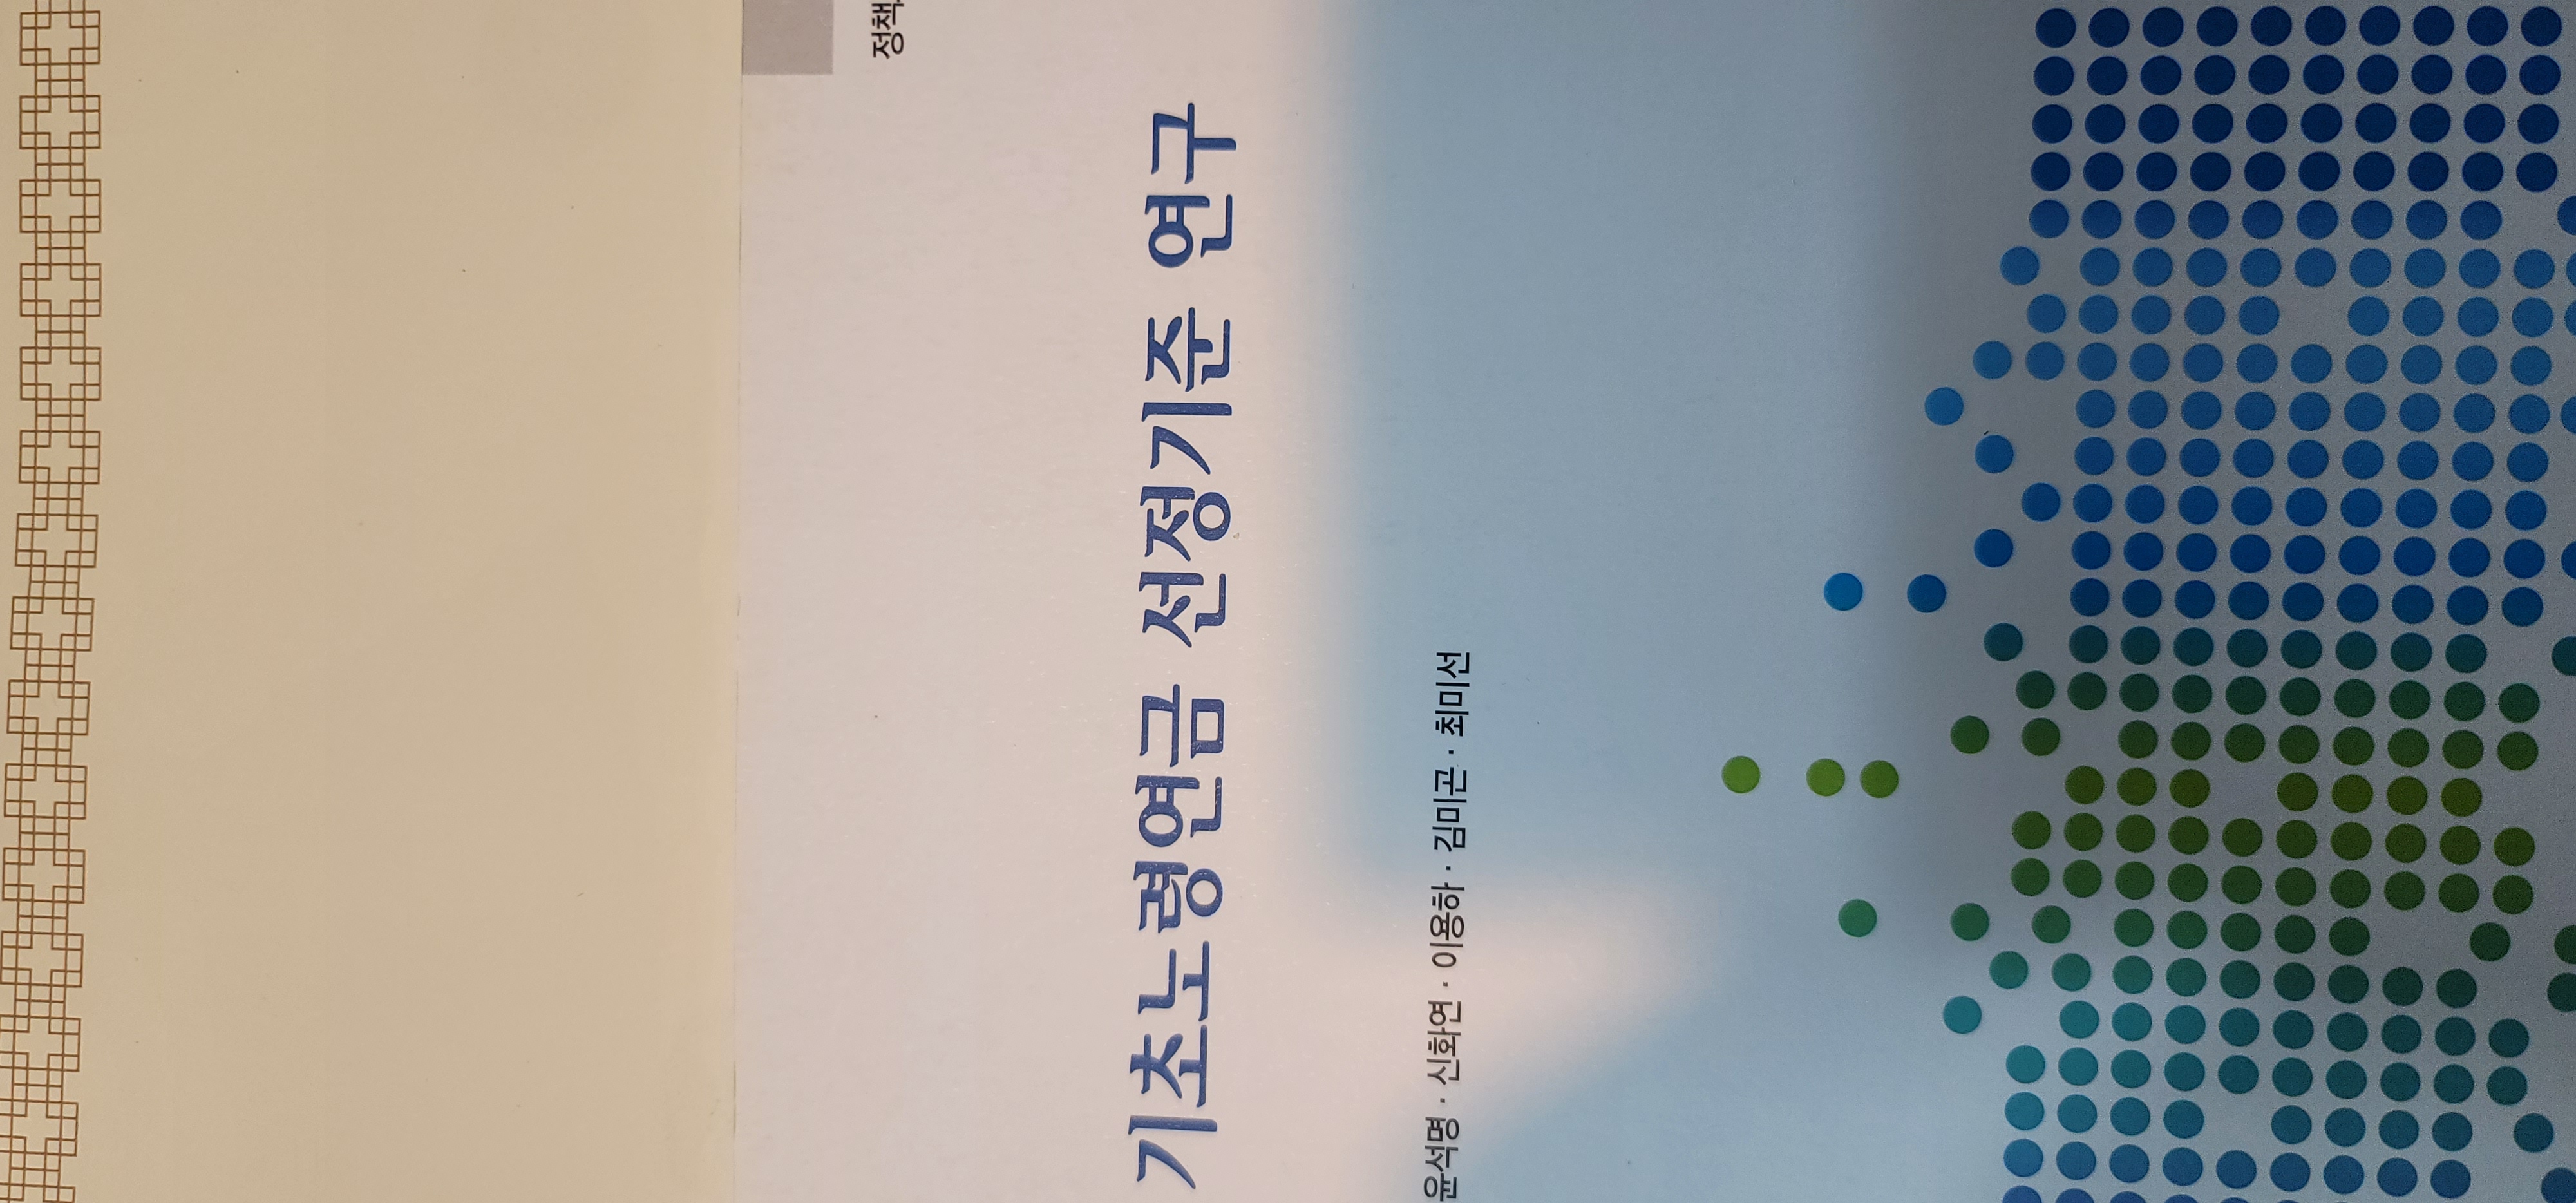 정책
기초노령연금 선정기준 연구
윤석명 · 신화연 · 이용하 · 김미곤 · 최미선